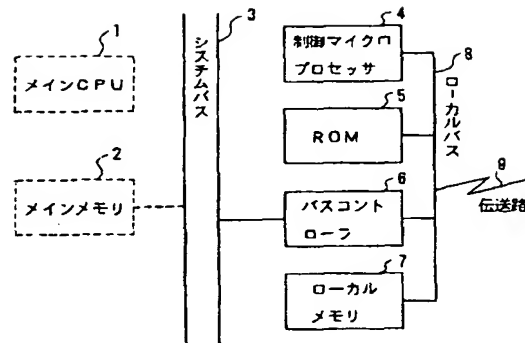 1
メインCPU
2
メインメモリ
3
システムバス
4
制御マイクロ
プロセッサ
5
ROM
6
バスコント
ローラ
7
ローカル
メモリ
8
ローカルバス
9
伝送路